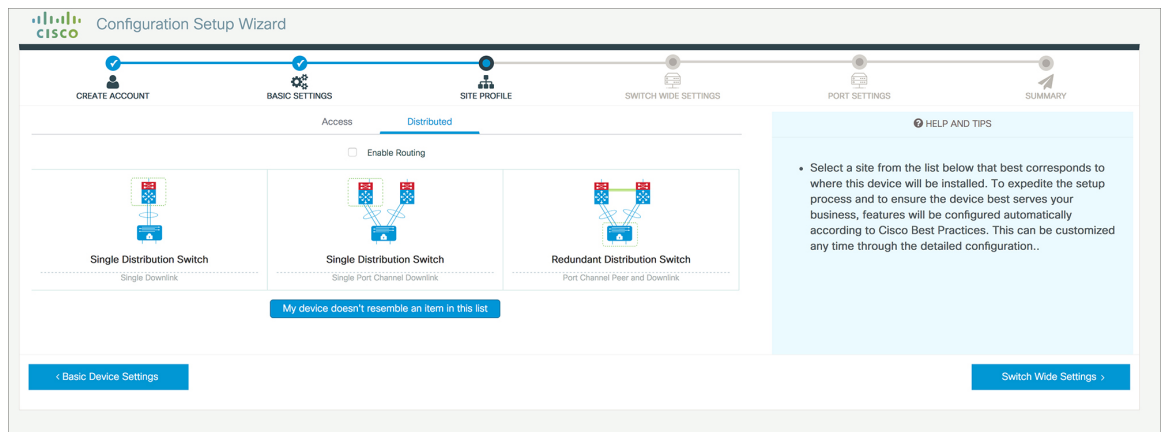 CISCO
Configuration Setup Wizard
CREATE ACCOUNT
BASIC SETTINGS
SITE PROFILE
SWITCH WIDE SETTINGS
PORT SETTINGS
SUMMARY
Access
Distributed
Enable Routing
Single Distribution Switch
Single Downlink
Single Distribution Switch
Single Port Channel Downlink
Redundant Distribution Switch
Port Channel Peer and Downlink
My device doesn't resemble an item in this list
HELP AND TIPS
• Select a site from the list below that best corresponds to
where this device will be installed. To expedite the setup
process and to ensure the device best serves your
business, features will be configured automatically
according to Cisco Best Practices. This can be customized
any time through the detailed configuration..
< Basic Device Settings
Switch Wide Settings >